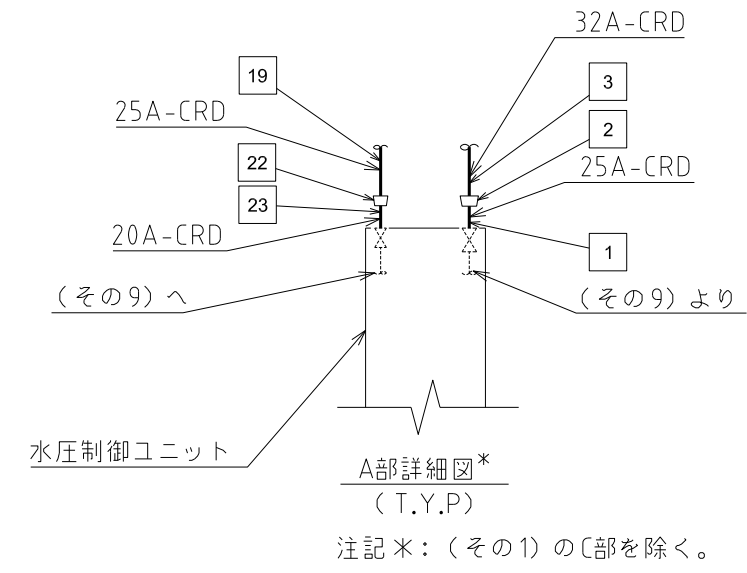 32A-CRD
19
3
25A-CRD
2
22
25A-CRD
23
20A-CRD
1
(その9)へ
(その9)より
水圧制御ユニット
A部詳細図*
(T.Y.P)
注記*:(その1)のC部を除く。